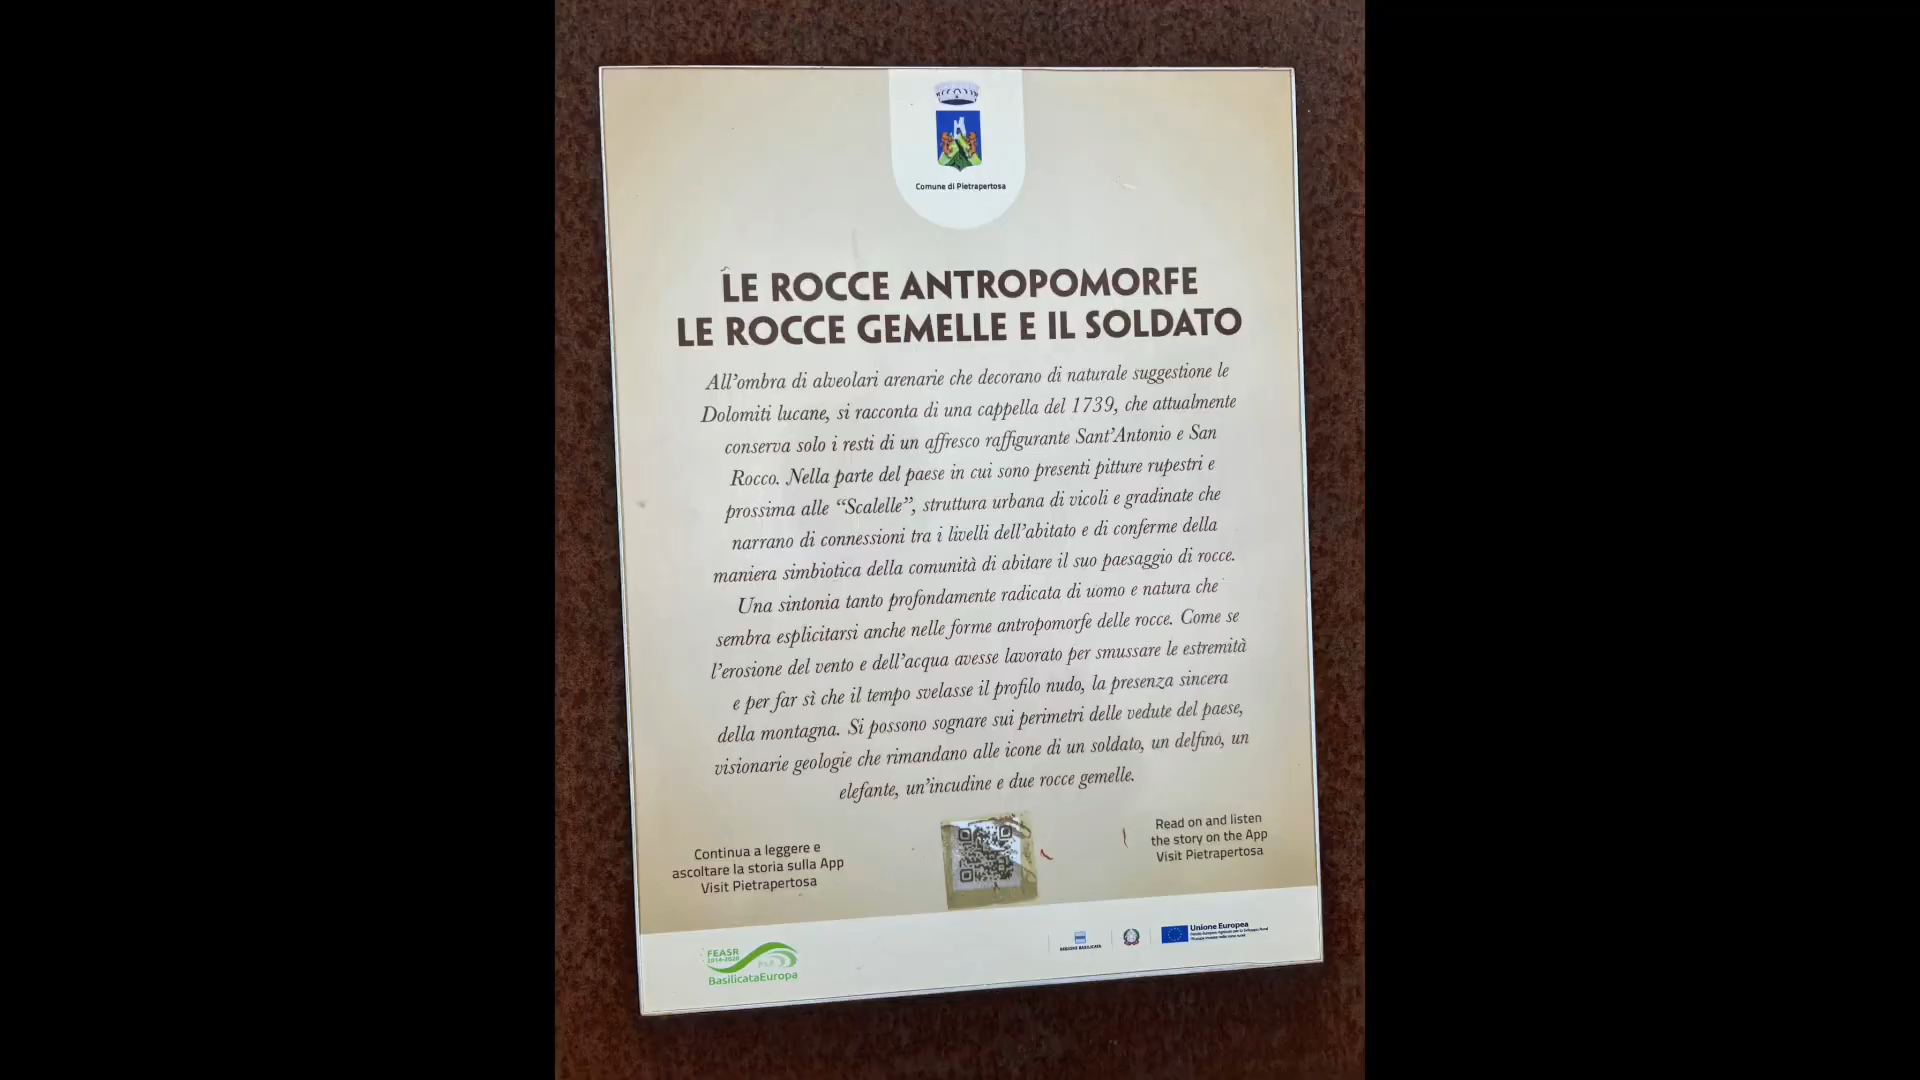 Comune di Pietrapertosa
LE ROCCE ANTROPOMORFE
LE ROCCE GEMELLE E IL SOLDATO
All'ombra di alveolari arenarie che decorano di naturale suggestione le
Dolomiti lucane, si racconta di una cappella del 1739, che attualmente
conserva solo i resti di un affresco raffigurante Sant'Antonio e San
Rocco. Nella parte del paese in cui sono presenti pitture rupestri e
prossima alle “Scalelle”, struttura urbana di vicoli e gradinate che
narrano di connessioni tra i livelli dell'abitato e di conferme della
maniera simbiotica della comunità di abitare il suo paesaggio di rocce.
Una sintonia tanto profondamente radicata di uomo e natura che
sembra esplicitarsi anche nelle forme antropomorfe delle rocce. Come se
l'erosione del vento e dell'acqua avesse lavorato per smussare le estremità
e per far sì che il tempo svelasse il profilo nudo, la presenza sincera
della montagna. Si possono sognare sui perimetri delle vedute del paese,
visionarie geologie che rimandano alle icone di un soldato, un delfino, un
elefante, un'incudine e due rocce gemelle.
Continua a leggere e
ascoltare la storia sulla App
Visit Pietrapertosa
Read on and listen
the story on the App
Visit Pietrapertosa
FEASR
2014-2020
BasilicataEuropa
REGIONE BASILICATA
Unione Europea